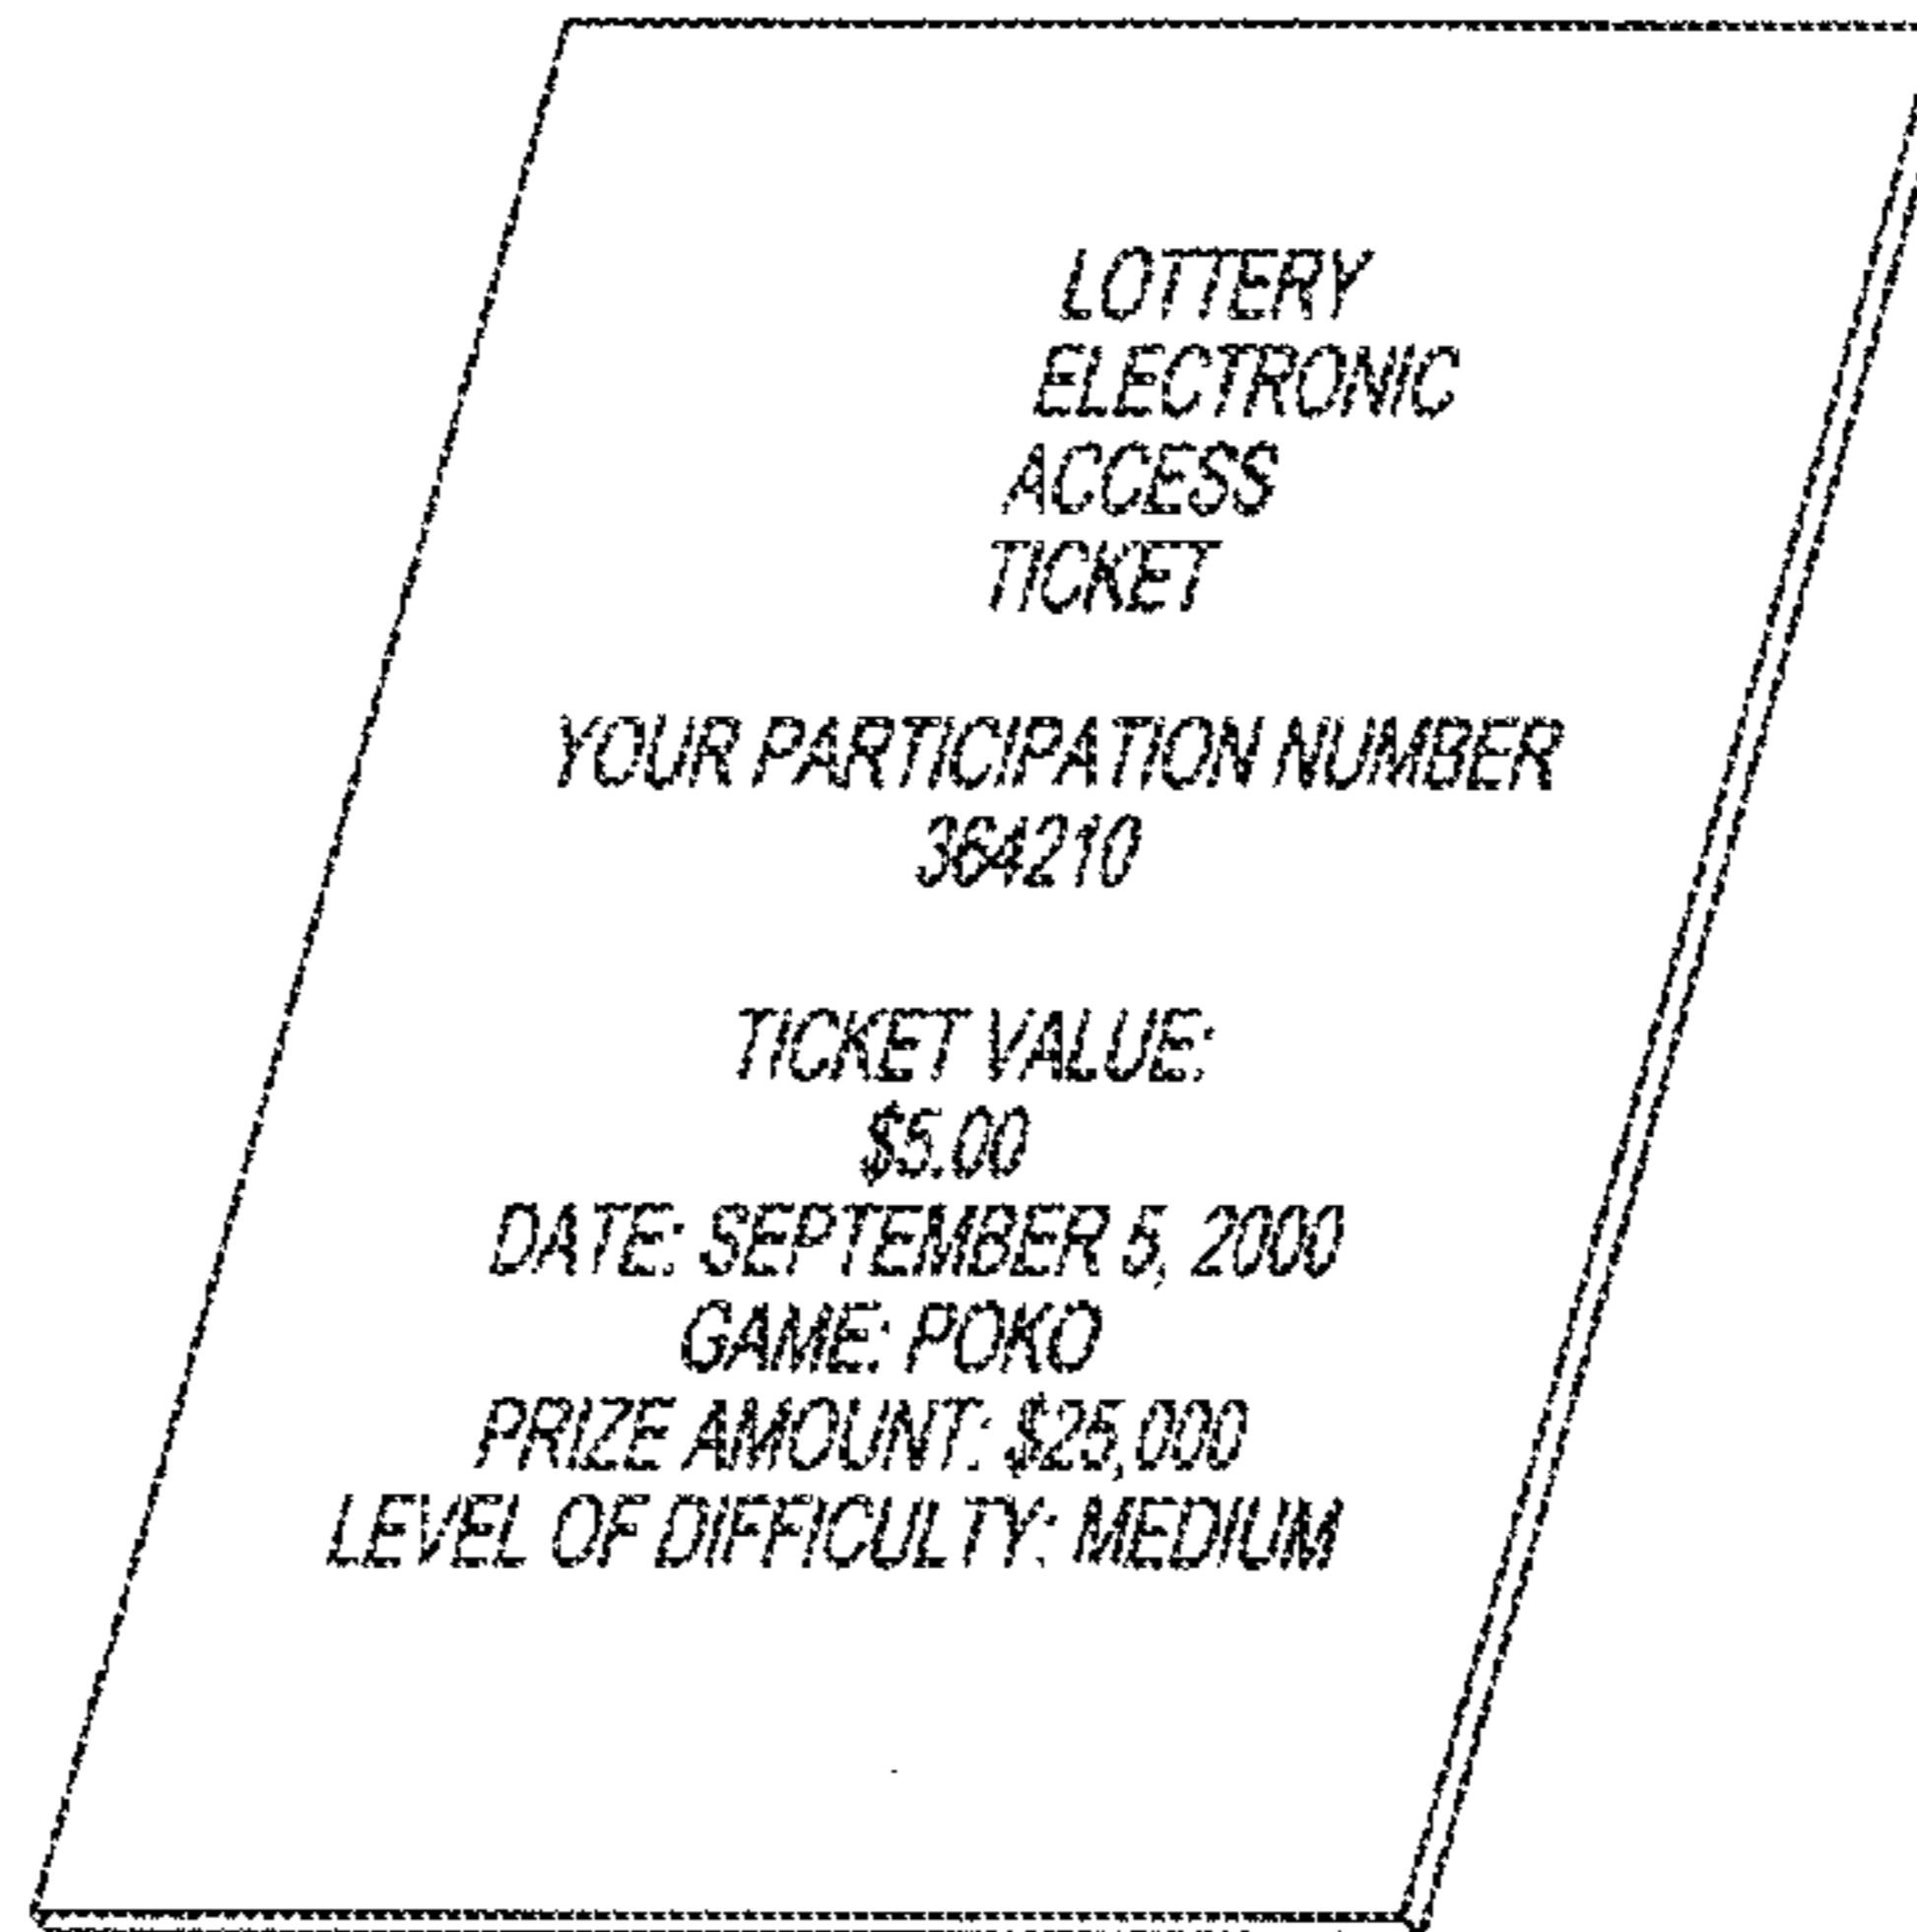 LOTTERY
ELECTRONIC
ACCESS
TICKET
YOUR PARTICIPATION NUMBER
364210
TICKET VALUE:
$5.00
DATE: SEPTEMBER 5, 2000
GAME: POKO
PRIZE AMOUNT: $25,000
LEVEL OF DIFFICULTY: MEDIUM